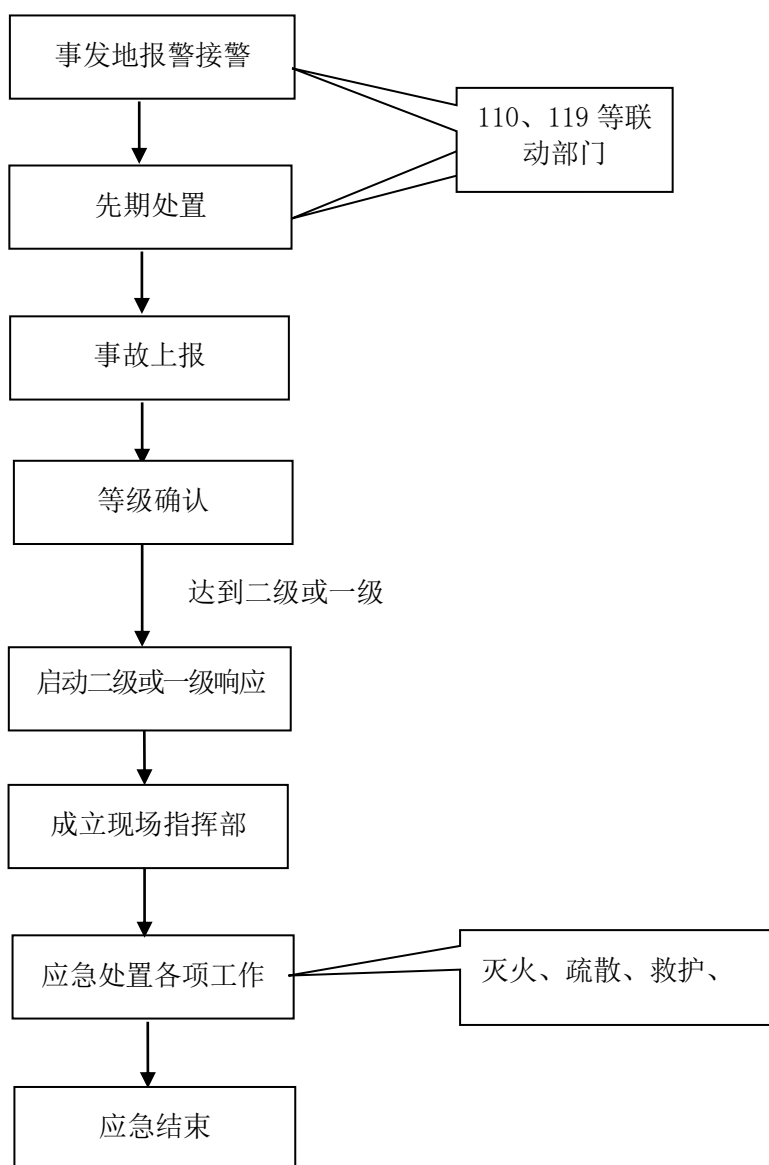 事发地报警接警
110、119 等联
动部门
先期处置
事故上报
等级确认
达到二级或一级
启动二级或一级响应
成立现场指挥部
应急处置各项工作
灭火、疏散、救护、
应急结束